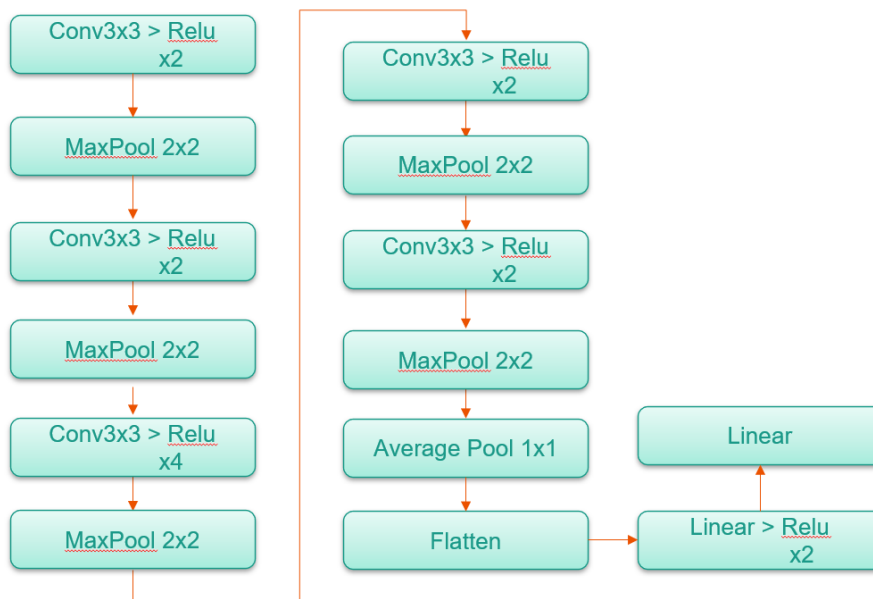 Conv3x3 > Relu
x2
MaxPool 2x2
Conv3x3 > Relu
x2
MaxPool 2x2
Conv3x3 > Relu
x4
MaxPool 2x2
Conv3x3 > Relu
x2
MaxPool 2x2
Conv3x3 > Relu
x2
MaxPool 2x2
Average Pool 1x1
Flatten
Linear > Relu
x2
Linear